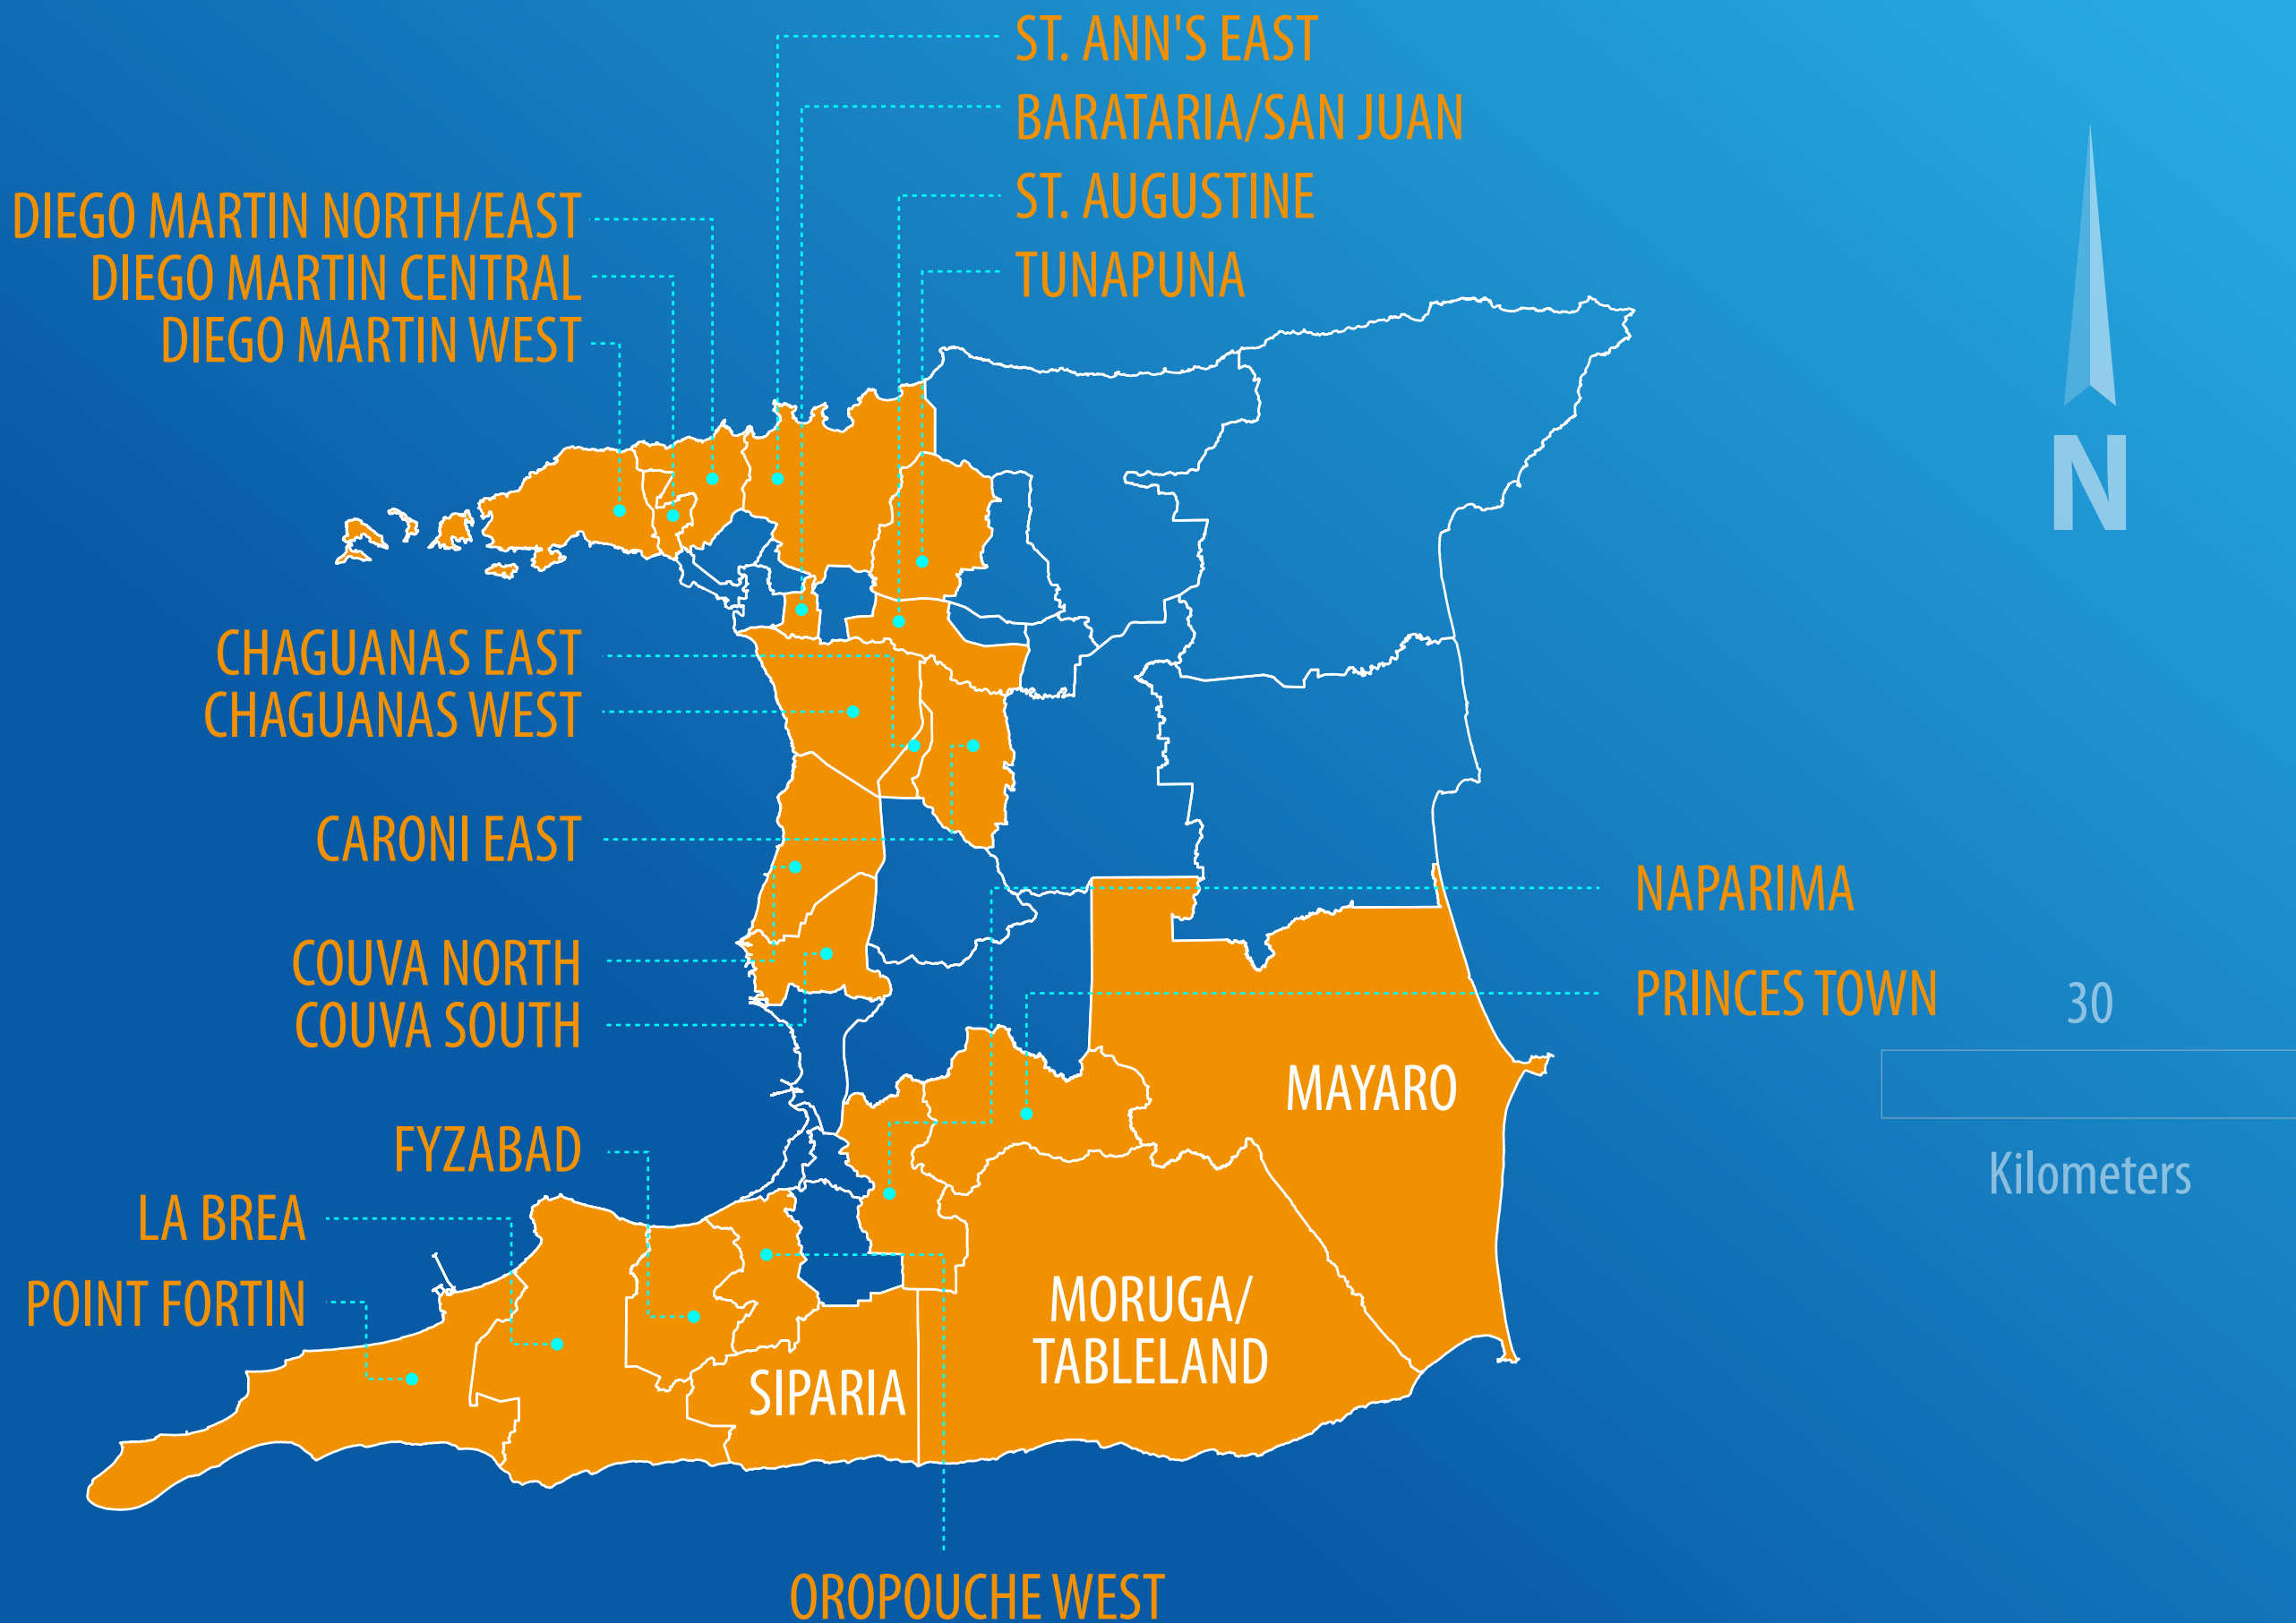 ST. ANN'S EAST
BARATARIA/SAN JUAN
ST. AUGUSTINE
TUNAPUNA
DIEGO MARTIN NORTH/EAST
DIEGO MARTIN CENTRAL
DIEGO MARTIN WEST
N
CHAGUANAS EAST
CHAGUANAS WEST
CARONI EAST
COUVA NORTH
COUVA SOUTH
NAPARIMA
PRINCES TOWN
30
Kilometers
MAYARO
FYZABAD
LA BREA
POINT FORTIN
MORUGA/
TABLELAND
SIPARIA
OROPOUCHE WEST